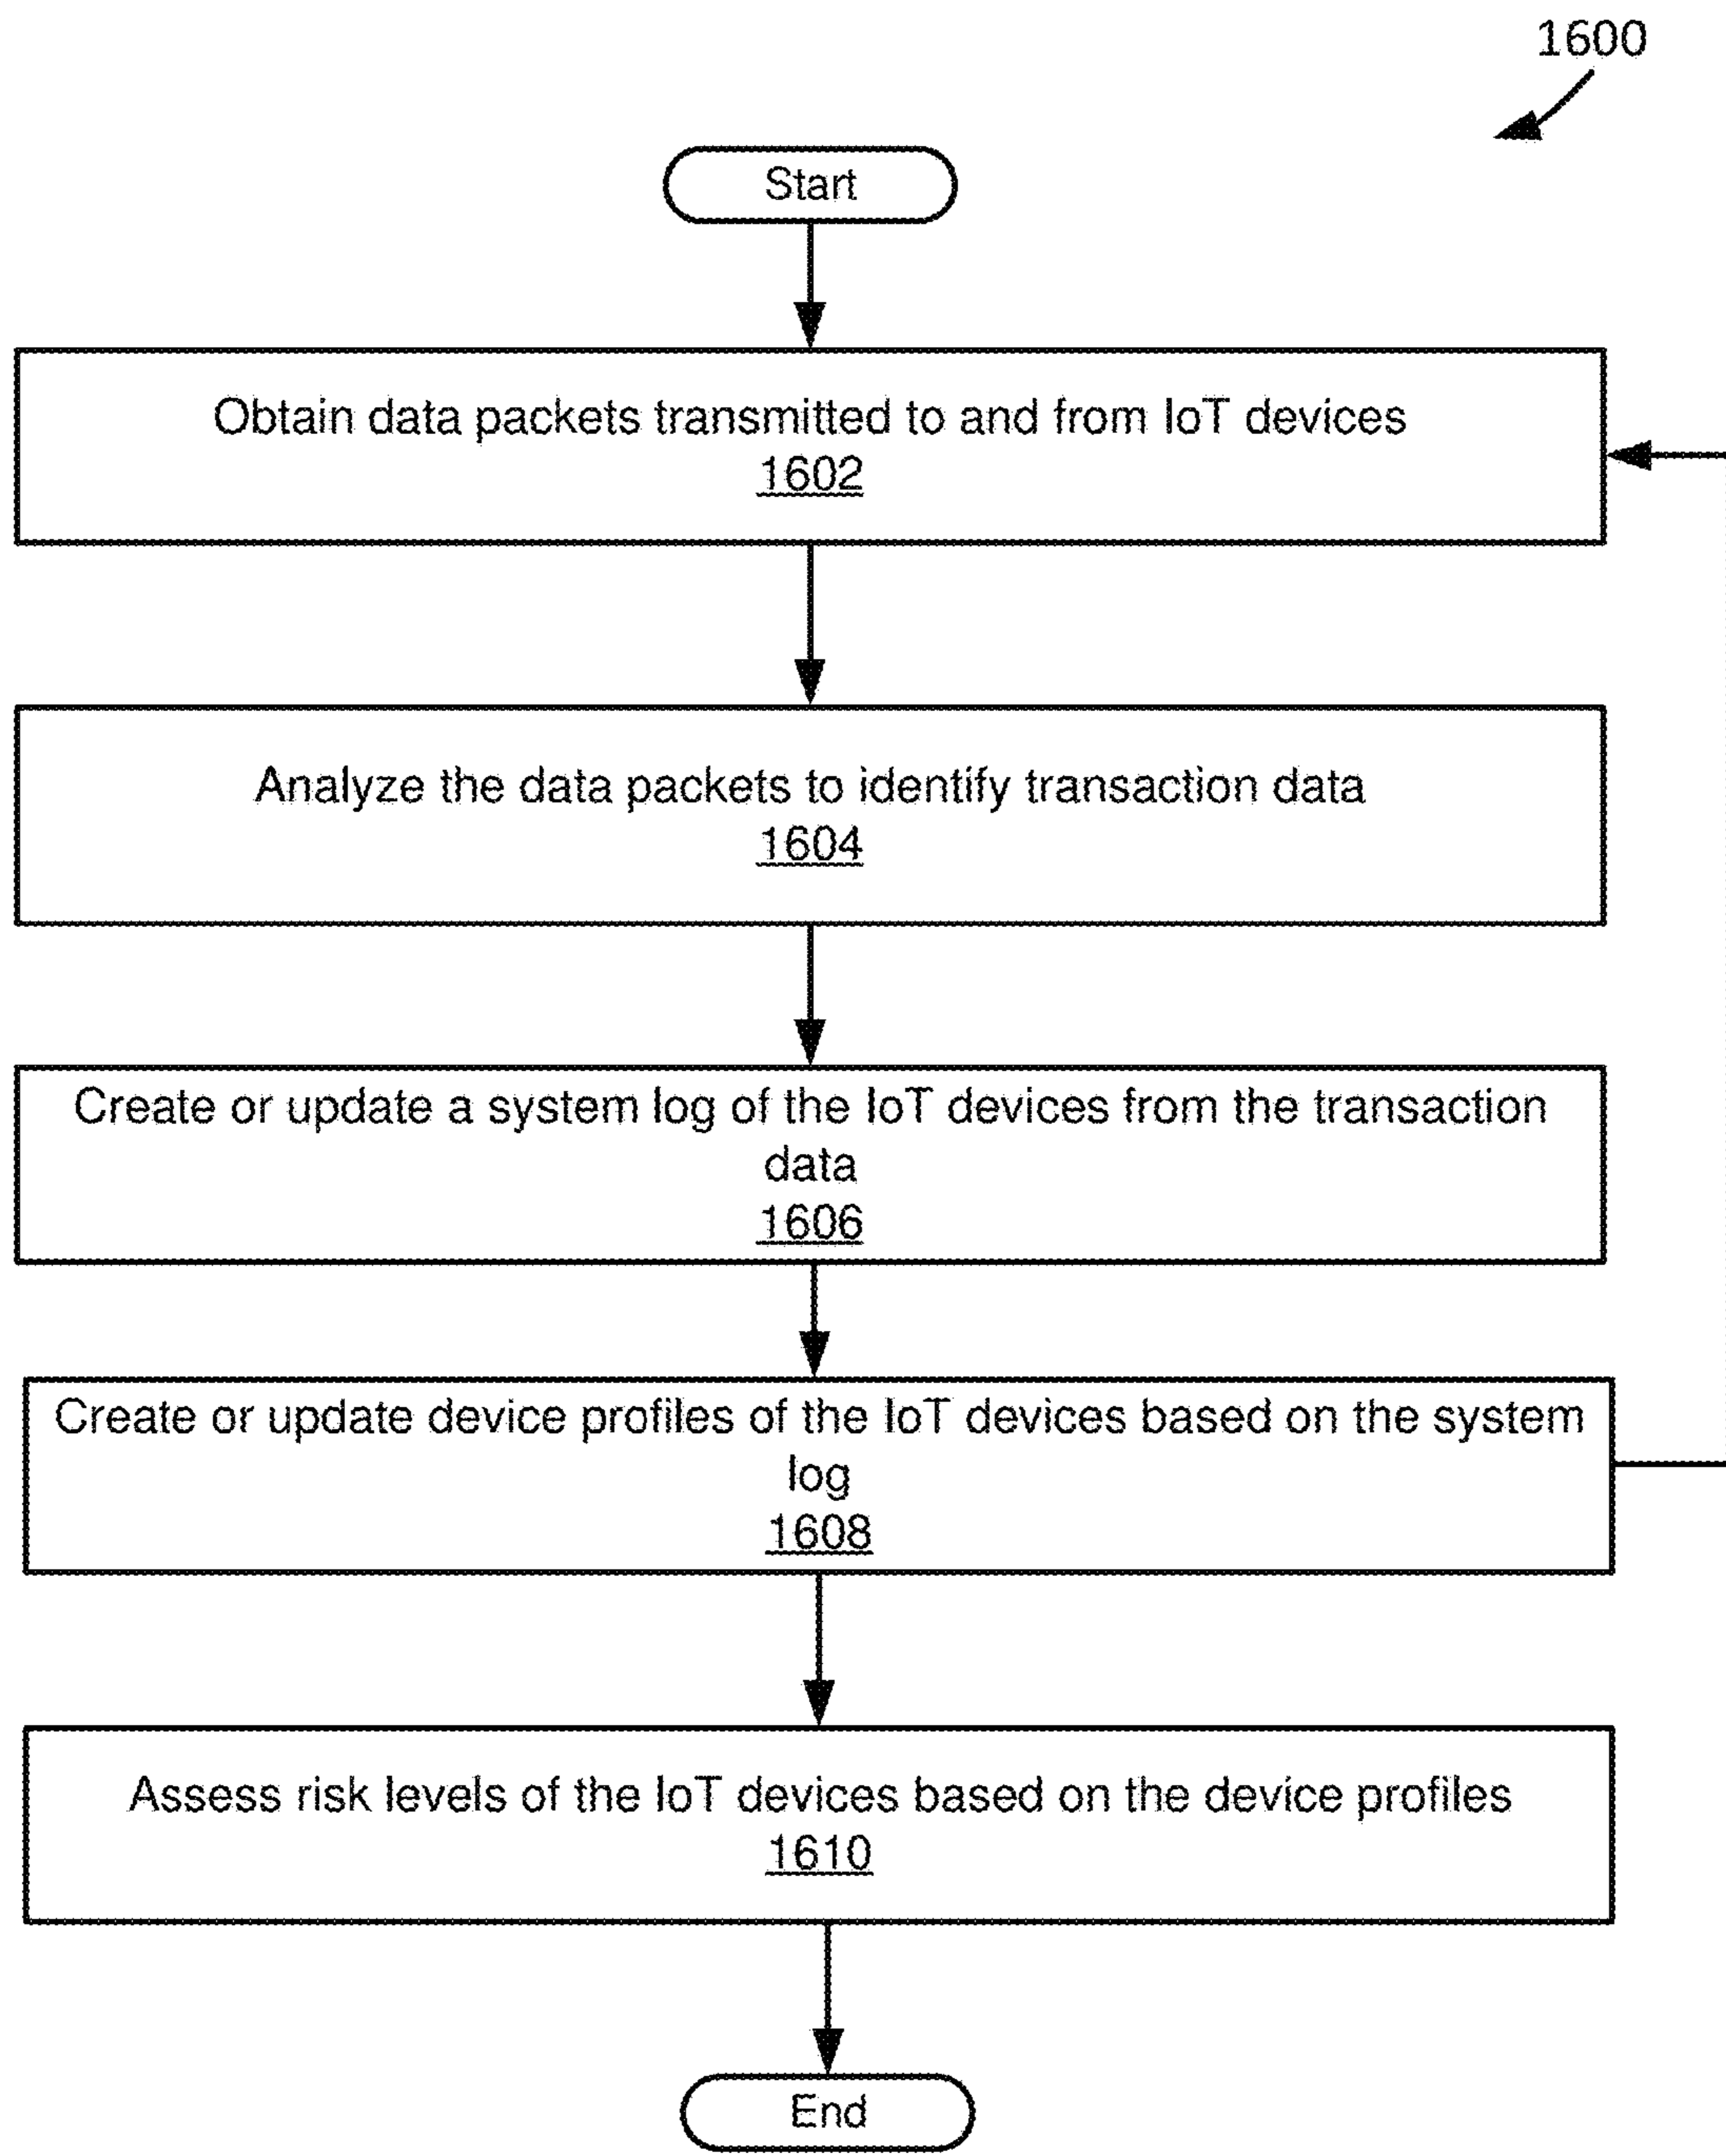 1600
Start
Obtain data packets transmitted to and from IoT devices
1602
Analyze the data packets to identify transaction data
1604
Create or update a system log of the IoT devices from the transaction
data
1606
Create or update device profiles of the IoT devices based on the system
log
1608
Assess risk levels of the IoT devices based on the device profiles
1610
End